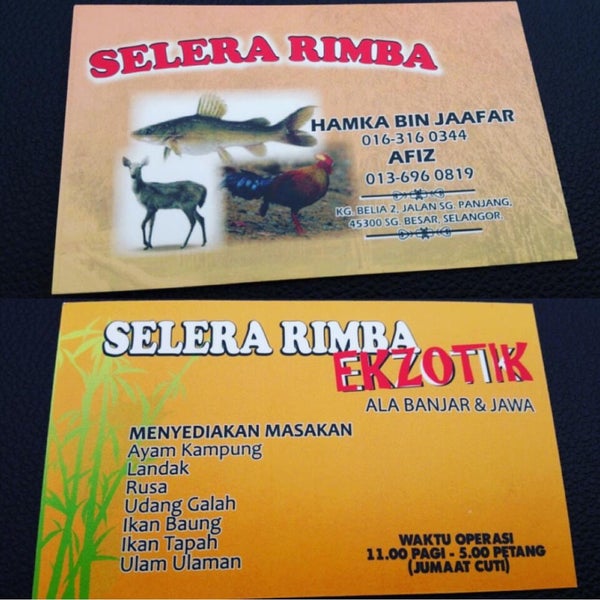 SELERA RIMBA
HAMKA BIN JAAFAR
016-316 0344
AFIZ
013-696 0819
KG. BELIA 2, JALAN SG. PANJANG,
45300 SG. BESAR, SELANGOR.
SELERA RIMBA
EKZOTIK
ALA BANJAR & JAWA
MENYEDIAKAN MASAKAN
Ayam Kampung
Landak
Rusa
Udang Galah
Ikan Baung
Ikan Tapah
Ulam Ulaman
WAKTU OPERASI
11.00 PAGI - 5.00 PETANG
(JUMAAT CUTI)